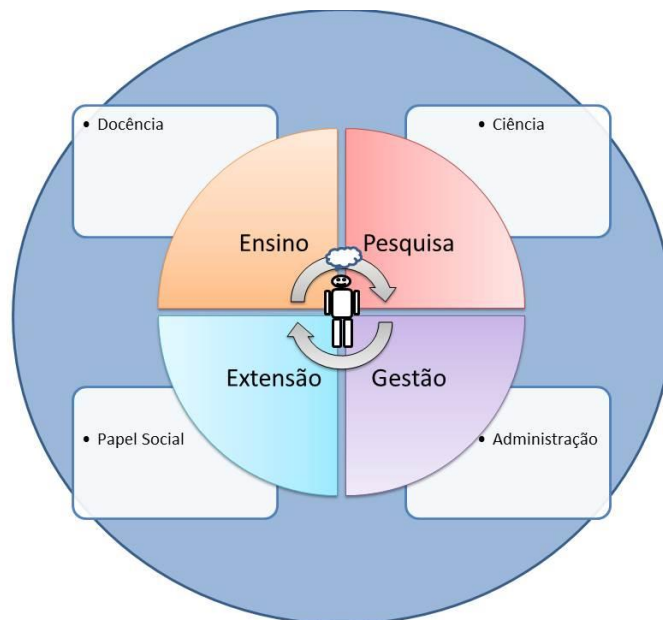 • Docência
• Ciência
Ensino
Pesquisa
Extensão
Gestão
• Papel Social
• Administração